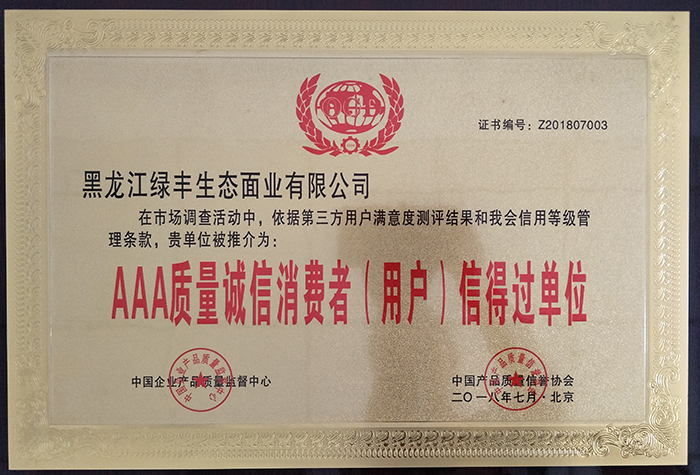 证书编号：Z201807003
黑龙江绿丰生态面业有限公司
在市场调查活动中，依据第三方用户满意度测评结果和我会信用等级管
理条款，贵单位被推介为：
AAA质量诚信消费者（用户）信得过单位
中国企业产品质量监督中心
中国产品质量信誉协会
二〇一八年七月·北京